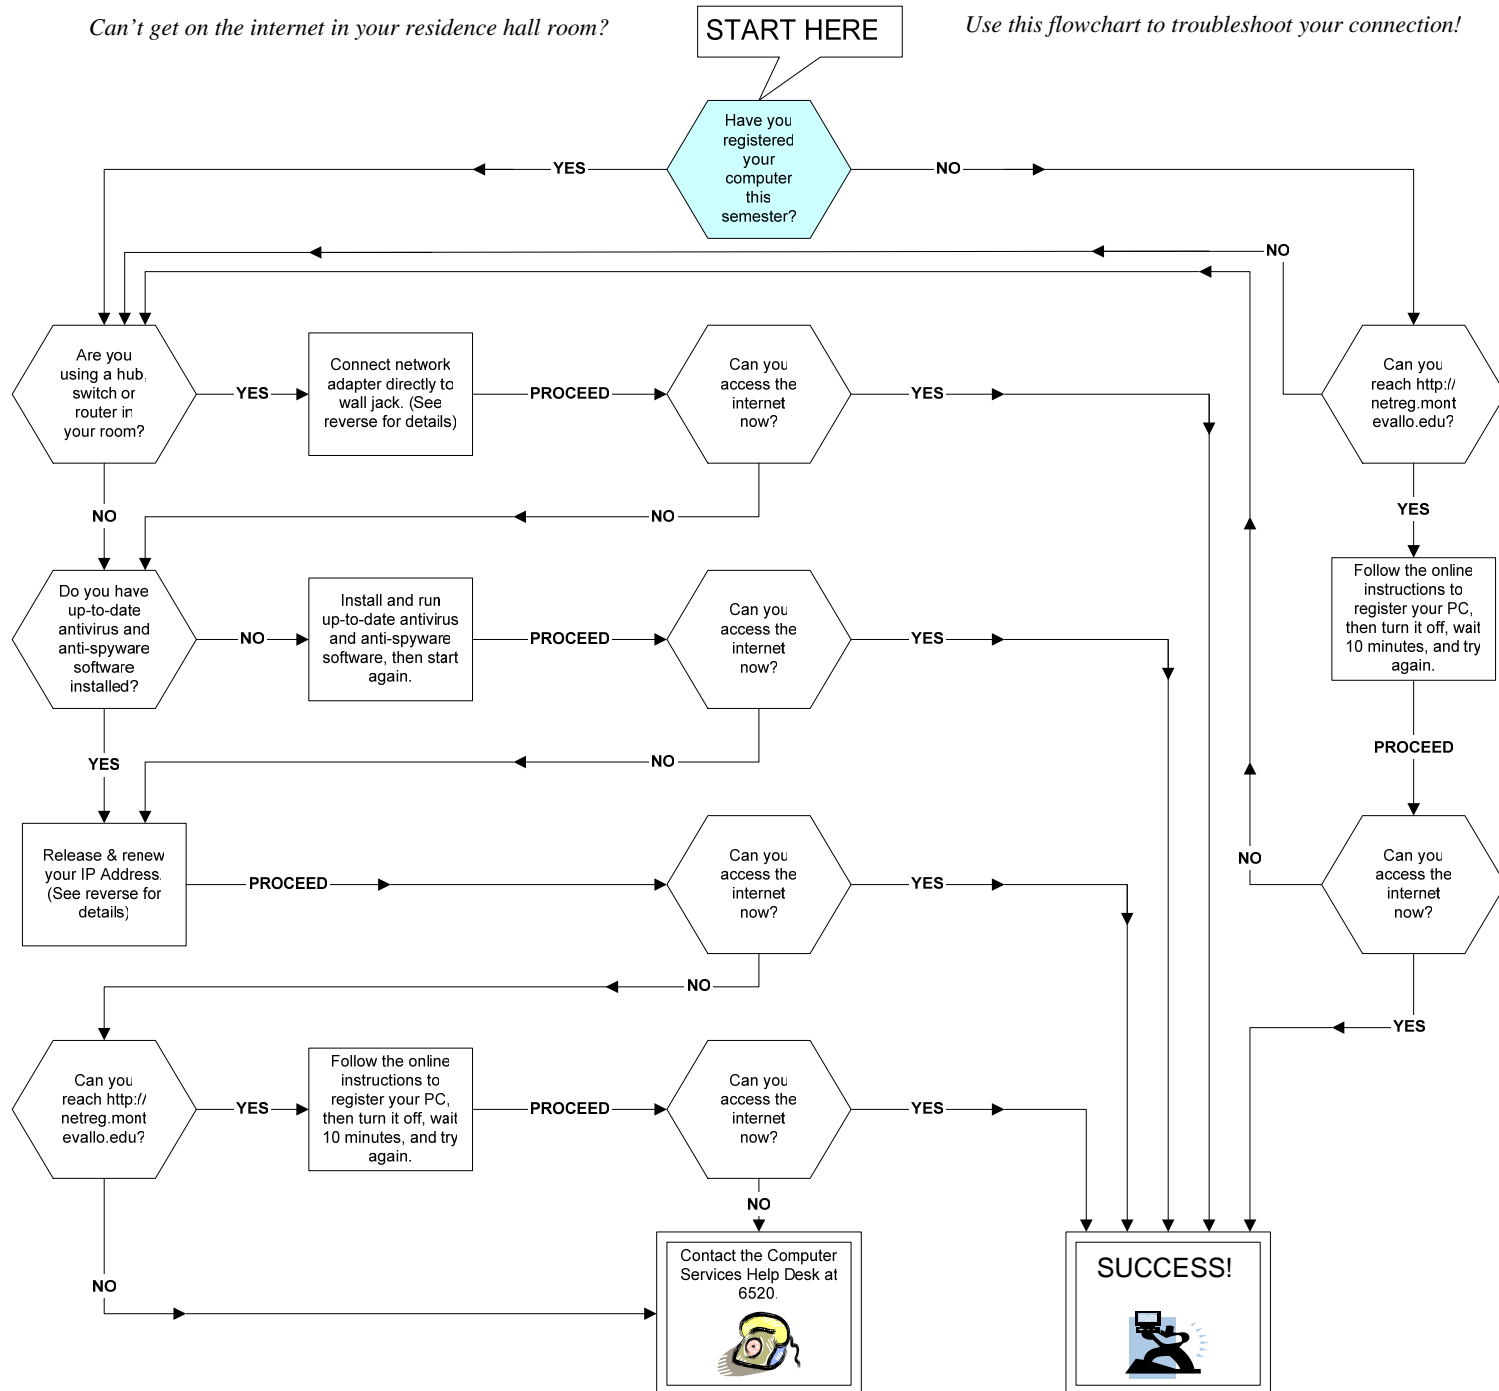 Can't get on the internet in your residence hall room?
START HERE
Use this flowchart to troubleshoot your connection!
Have you
registered
your
computer
this
semester?
YES
NO
NO
Are you
using a hub,
switch or
router in
your room?
YES
Connect network
adapter directly to
wall jack. (See
reverse for details)
PROCEED
Can you
access the
internet
now?
YES
Can you
reach http://
netreg.mont
evallo.edu?
NO
NO
YES
Do you have
up-to-date
antivirus and
anti-spyware
software
installed?
NO
Install and run
up-to-date antivirus
and anti-spyware
software, then start
again.
PROCEED
Can you
access the
internet
now?
YES
Follow the online
instructions to
register your PC,
then turn it off, wait
10 minutes, and try
again.
YES
NO
PROCEED
Release & renew
your IP Address.
(See reverse for
details)
PROCEED
Can you
access the
internet
now?
YES
NO
Can you
access the
internet
now?
NO
YES
Can you
reach http://
netreg.mont
evallo.edu?
YES
Follow the online
instructions to
register your PC,
then turn it off, wait
10 minutes, and try
again.
PROCEED
Can you
access the
internet
now?
YES
NO
NO
Contact the Computer
Services Help Desk at
6520.
SUCCESS!